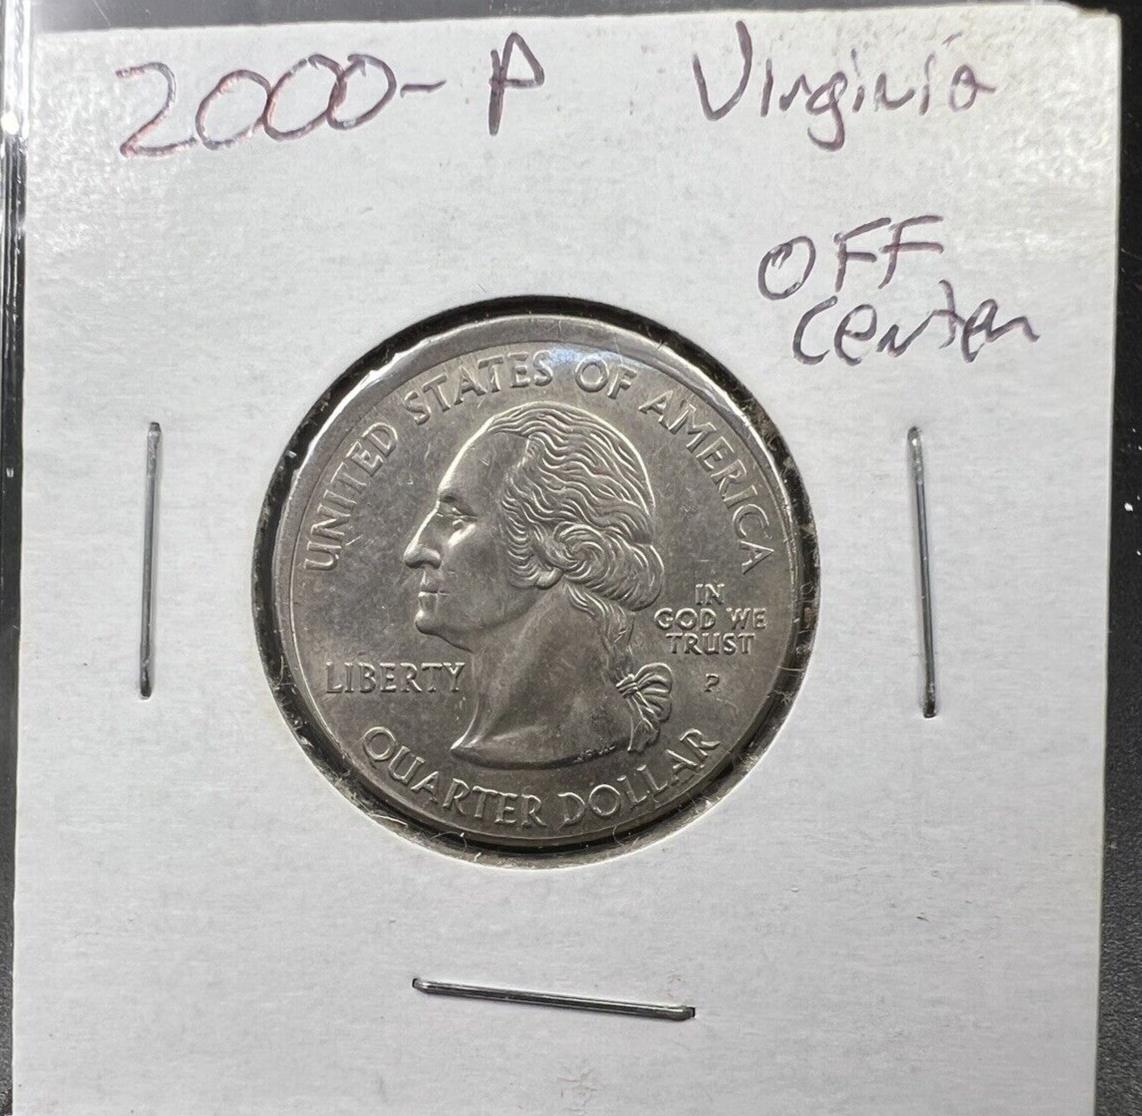 2000-P Virginia
OFF
Center
UNITED STATES OF AMERICA
IN
GOD WE
TRUST
LIBERTY
P
QUARTER DOLLAR